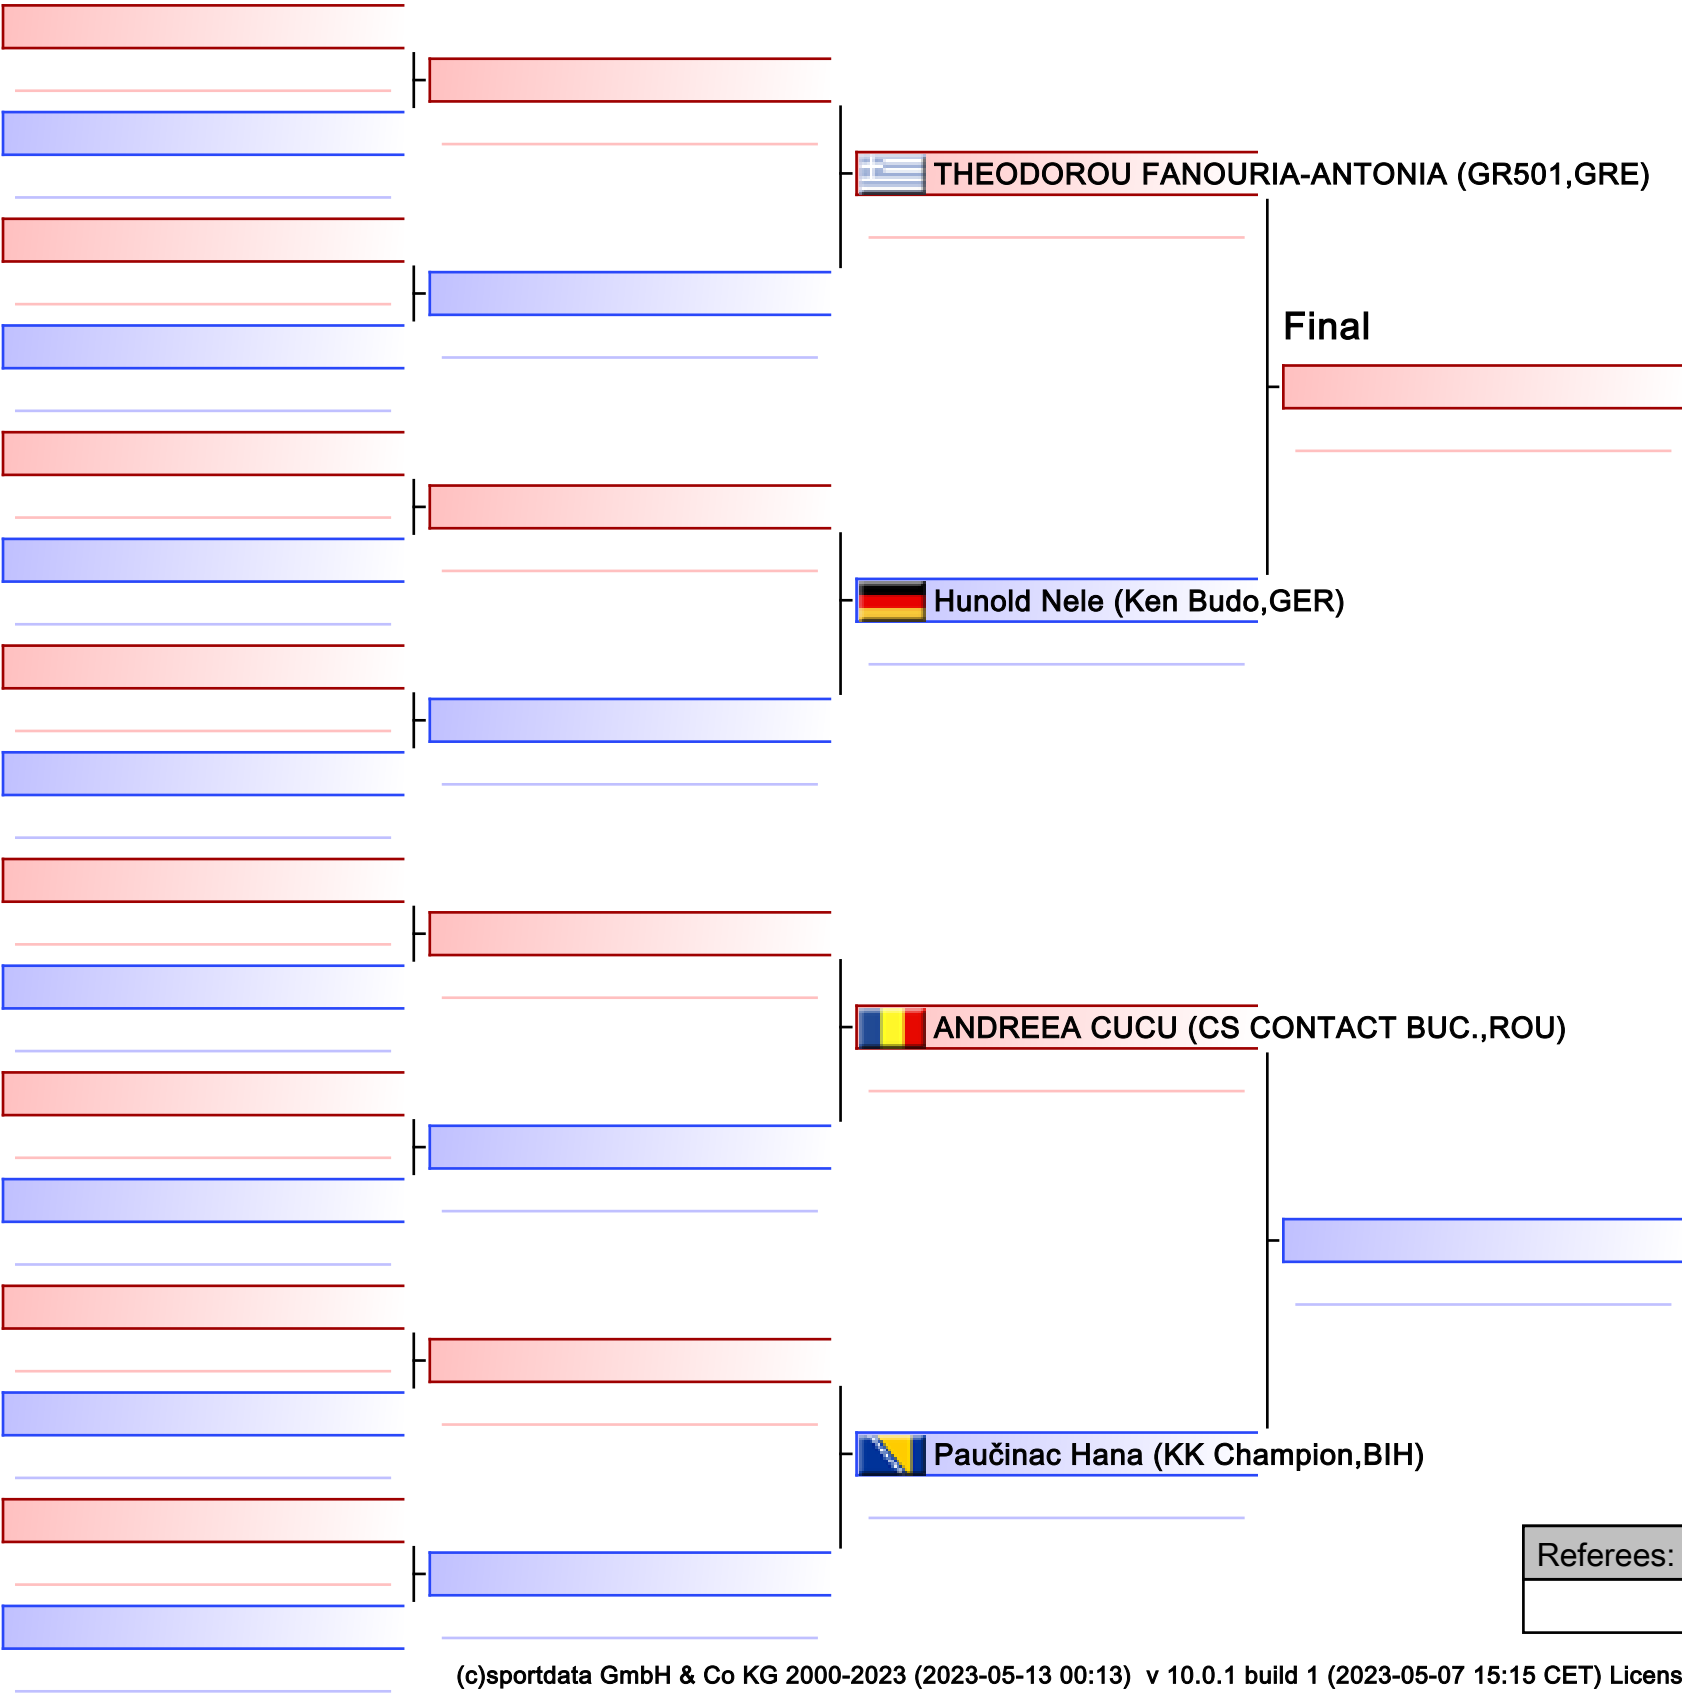 THEODOROU FANOURIA-ANTONIA (GR501,GRE)
Final
Hunold Nele (Ken Budo,GER)
ANDREEA CUCU (CS CONTACT BUC.,ROU)
Paučinac Hana (KK Champion,BIH)
Referees:
(c)sportdata GmbH & Co KG 2000-2023 (2023-05-13 00:13) v 10.0.1 build 1 (2023-05-07 15:15 CET) Licens